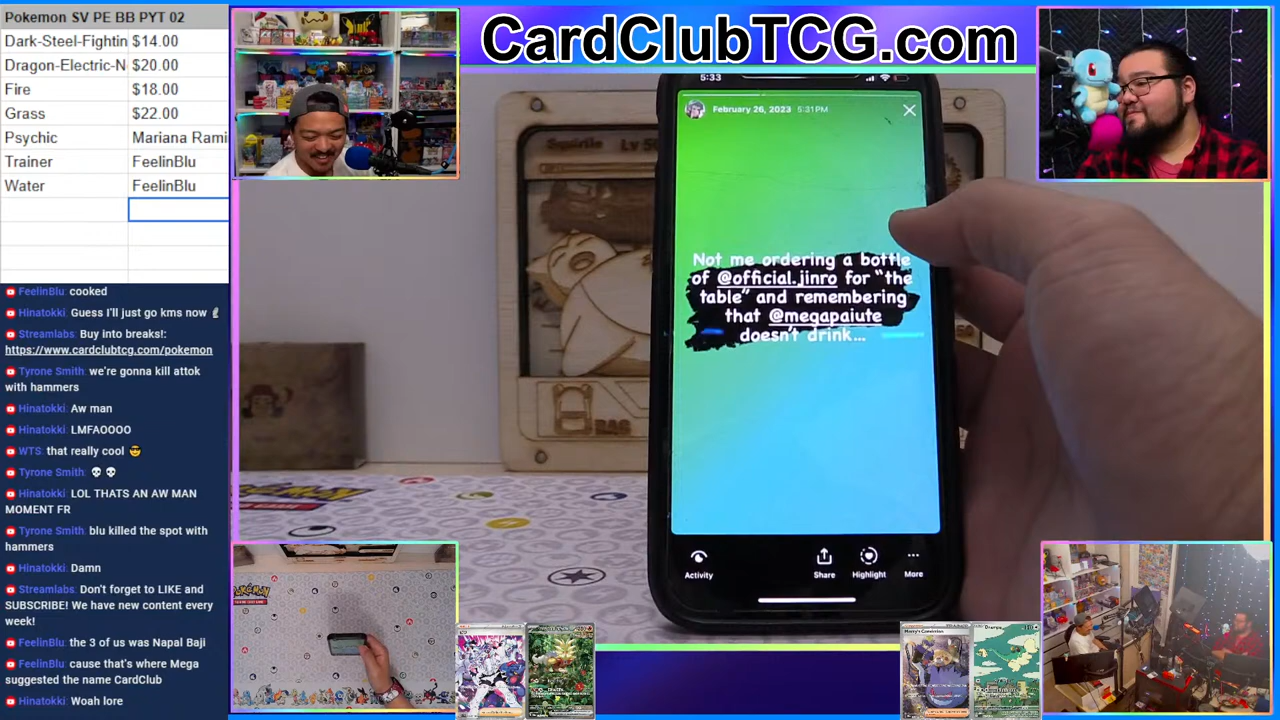 Pokemon SV PE BB PYT 02
Dark-Steel-Fightin $14.00
Dragon-Electric-N $20.00
Fire $18.00
Grass $22.00
Psychic Mariana Rami
Trainer FeelinBlu
Water FeelinBlu
FeelinBlu: cooked
Hinatokki: Guess I'll just go kms now
Streamlabs: Buy into breaks!:
https://www.cardclubtcg.com/pokemon
Tyrone Smith: we're gonna kill attok
with hammers
Hinatokki: Aw man
Hinatokki: LMFAOOOO
WTS: that really cool 😎
Tyrone Smith: 💀 💀
Hinatokki: LOL THATS AN AW MAN
MOMENT FR
Tyrone Smith: blu killed the spot with
hammers
Hinatokki: Damn
Streamlabs: Don't forget to LIKE and
SUBSCRIBE! We have new content every
week!
FeelinBlu: the 3 of us was Napal Baji
FeelinBlu: cause that's where Mega
suggested the name CardClub
Hinatokki: Woah lore
CardClubTCG.com
5:33
February 26, 2023 5:31PM
Not me ordering a bottle
of @official.jinro for “the
table” and remembering
that @megapaiute
doesn’t drink...
Activity
Share
Highlight
More
Squirtle Lv 50
BAG